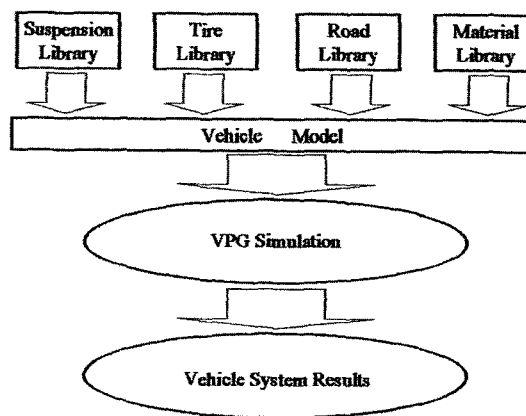 Suspension
Library
Tire
Library
Road
Library
Material
Library
Vehicle Model
VPG Simulation
Vehicle System Results